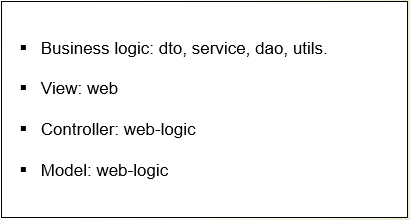 ▪ Business logic: dto, service, dao, utils.
▪ View: web
▪ Controller: web-logic
▪ Model: web-logic